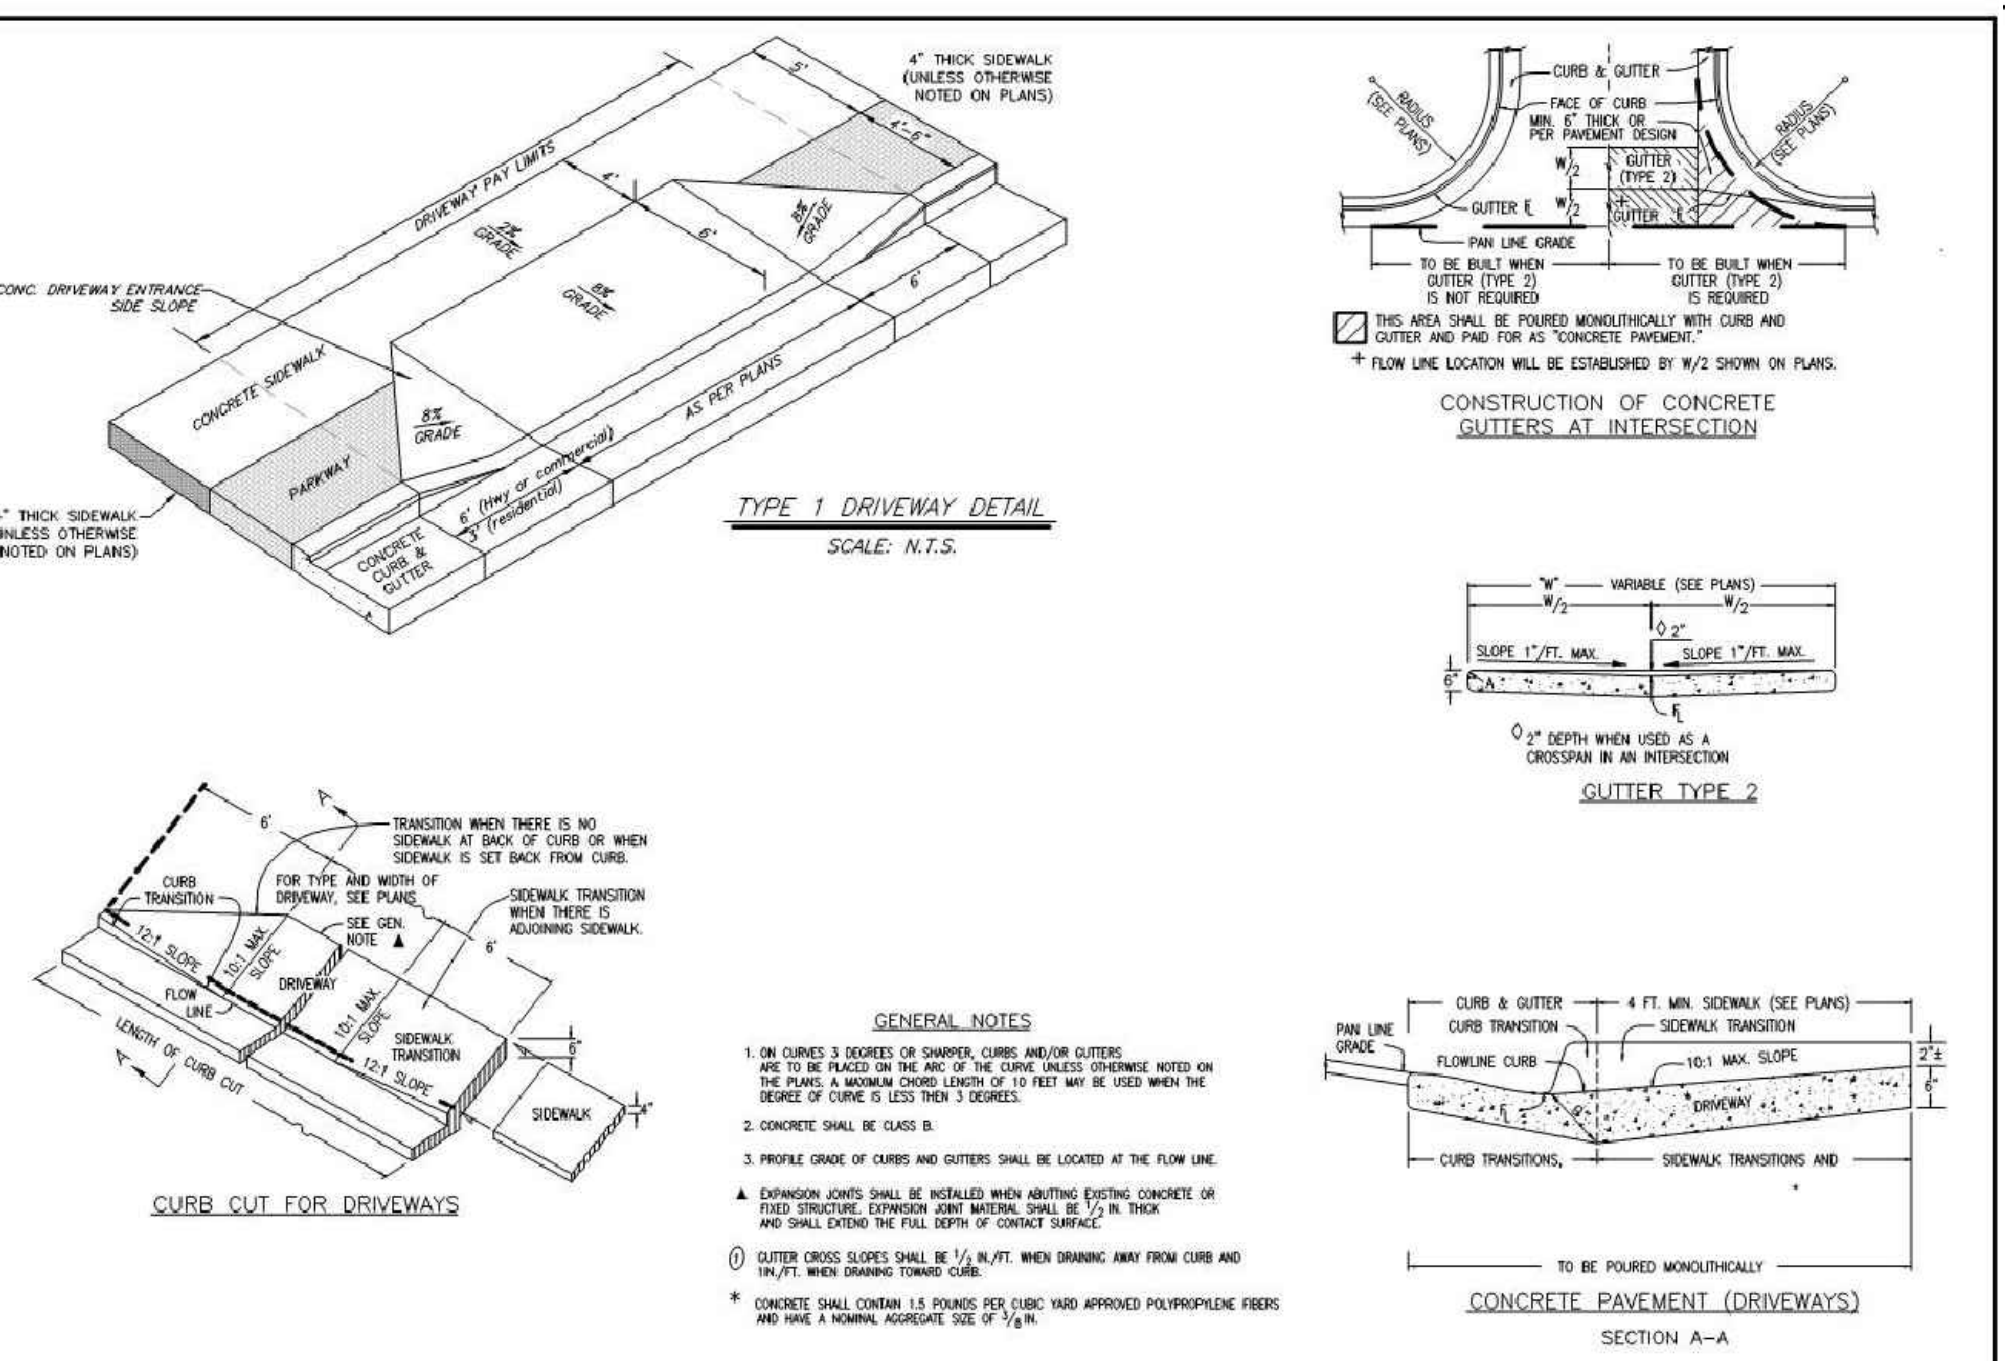 4" THICK SIDEWALK
(UNLESS OTHERWISE
NOTED ON PLANS)
5'
4'-6"
DRIVEWAY PAY LIMITS
4'
2%
GRADE
6'
8%
GRADE
8%
GRADE
6'
CONC. DRIVEWAY ENTRANCE
SIDE SLOPE
CONCRETE SIDEWALK
8%
GRADE
PARKWAY
AS PER PLANS
6' (Hwy or commercial)
3' (residential)
CONCRETE
CURB &
GUTTER
" THICK SIDEWALK
NLESS OTHERWISE
NOTED ON PLANS)
TYPE 1 DRIVEWAY DETAIL
SCALE: N.T.S.
CURB & GUTTER
FACE OF CURB
MIN. 6" THICK OR
PER PAVEMENT DESIGN
RADIUS
(SEE PLANS)
RADIUS
(SEE PLANS)
W/2
GUTTER
(TYPE 2)
W/2
+
GUTTER FL
GUTTER FL
PAN LINE GRADE
TO BE BUILT WHEN
GUTTER (TYPE 2)
IS NOT REQUIRED
TO BE BUILT WHEN
GUTTER (TYPE 2)
IS REQUIRED
THIS AREA SHALL BE POURED MONOLITHICALLY WITH CURB AND
GUTTER AND PAID FOR AS "CONCRETE PAVEMENT."
+ FLOW LINE LOCATION WILL BE ESTABLISHED BY W/2 SHOWN ON PLANS.
CONSTRUCTION OF CONCRETE
GUTTERS AT INTERSECTION
"W" VARIABLE (SEE PLANS)
W/2 W/2
◊ 2"
SLOPE 1"/FT. MAX.
SLOPE 1"/FT. MAX.
6"
FL
◊ 2" DEPTH WHEN USED AS A
CROSSPAN IN AN INTERSECTION
GUTTER TYPE 2
6'
A
TRANSITION WHEN THERE IS NO
SIDEWALK AT BACK OF CURB OR WHEN
SIDEWALK IS SET BACK FROM CURB.
CURB
TRANSITION
FOR TYPE AND WIDTH OF
DRIVEWAY, SEE PLANS
SIDEWALK TRANSITION
WHEN THERE IS
ADJOINING SIDEWALK.
SEE GEN.
NOTE ▲
6'
12:1 SLOPE
10:1 MAX.
SLOPE
DRIVEWAY
FLOW
LINE
10:1 MAX.
SLOPE
SIDEWALK
TRANSITION
12:1 SLOPE
6"
SIDEWALK
4"
LENGTH OF CURB CUT
A
CURB CUT FOR DRIVEWAYS
GENERAL NOTES
1. ON CURVES 3 DEGREES OR SHARPER, CURBS AND/OR GUTTERS
ARE TO BE PLACED ON THE ARC OF THE CURVE UNLESS OTHERWISE NOTED ON
THE PLANS. A MAXIMUM CHORD LENGTH OF 10 FEET MAY BE USED WHEN THE
DEGREE OF CURVE IS LESS THEN 3 DEGREES.
2. CONCRETE SHALL BE CLASS B.
3. PROFILE GRADE OF CURBS AND GUTTERS SHALL BE LOCATED AT THE FLOW LINE.
▲ EXPANSION JOINTS SHALL BE INSTALLED WHEN ABUTTING EXISTING CONCRETE OR
FIXED STRUCTURE. EXPANSION JOINT MATERIAL SHALL BE 1/2 IN. THICK
AND SHALL EXTEND THE FULL DEPTH OF CONTACT SURFACE.
① GUTTER CROSS SLOPES SHALL BE 1/2 IN./FT. WHEN DRAINING AWAY FROM CURB AND
1IN./FT. WHEN DRAINING TOWARD CURB.
* CONCRETE SHALL CONTAIN 1.5 POUNDS PER CUBIC YARD APPROVED POLYPROPYLENE FIBERS
AND HAVE A NOMINAL AGGREGATE SIZE OF 3/8 IN.
CURB & GUTTER
4 FT. MIN. SIDEWALK (SEE PLANS)
PAN LINE
GRADE
CURB TRANSITION
SIDEWALK TRANSITION
FLOWLINE CURB
10:1 MAX. SLOPE
2"±
6"
FL
DRIVEWAY
CURB TRANSITIONS,
SIDEWALK TRANSITIONS AND
*
TO BE POURED MONOLITHICALLY
CONCRETE PAVEMENT (DRIVEWAYS)
SECTION A-A